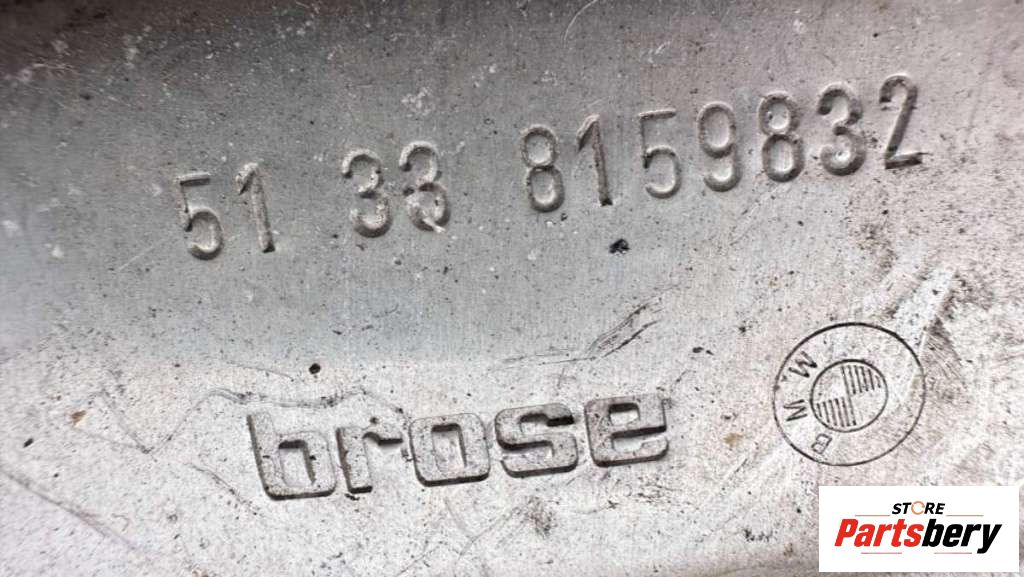 51 33 8159832
brose
BMW
STORE
Partsbery